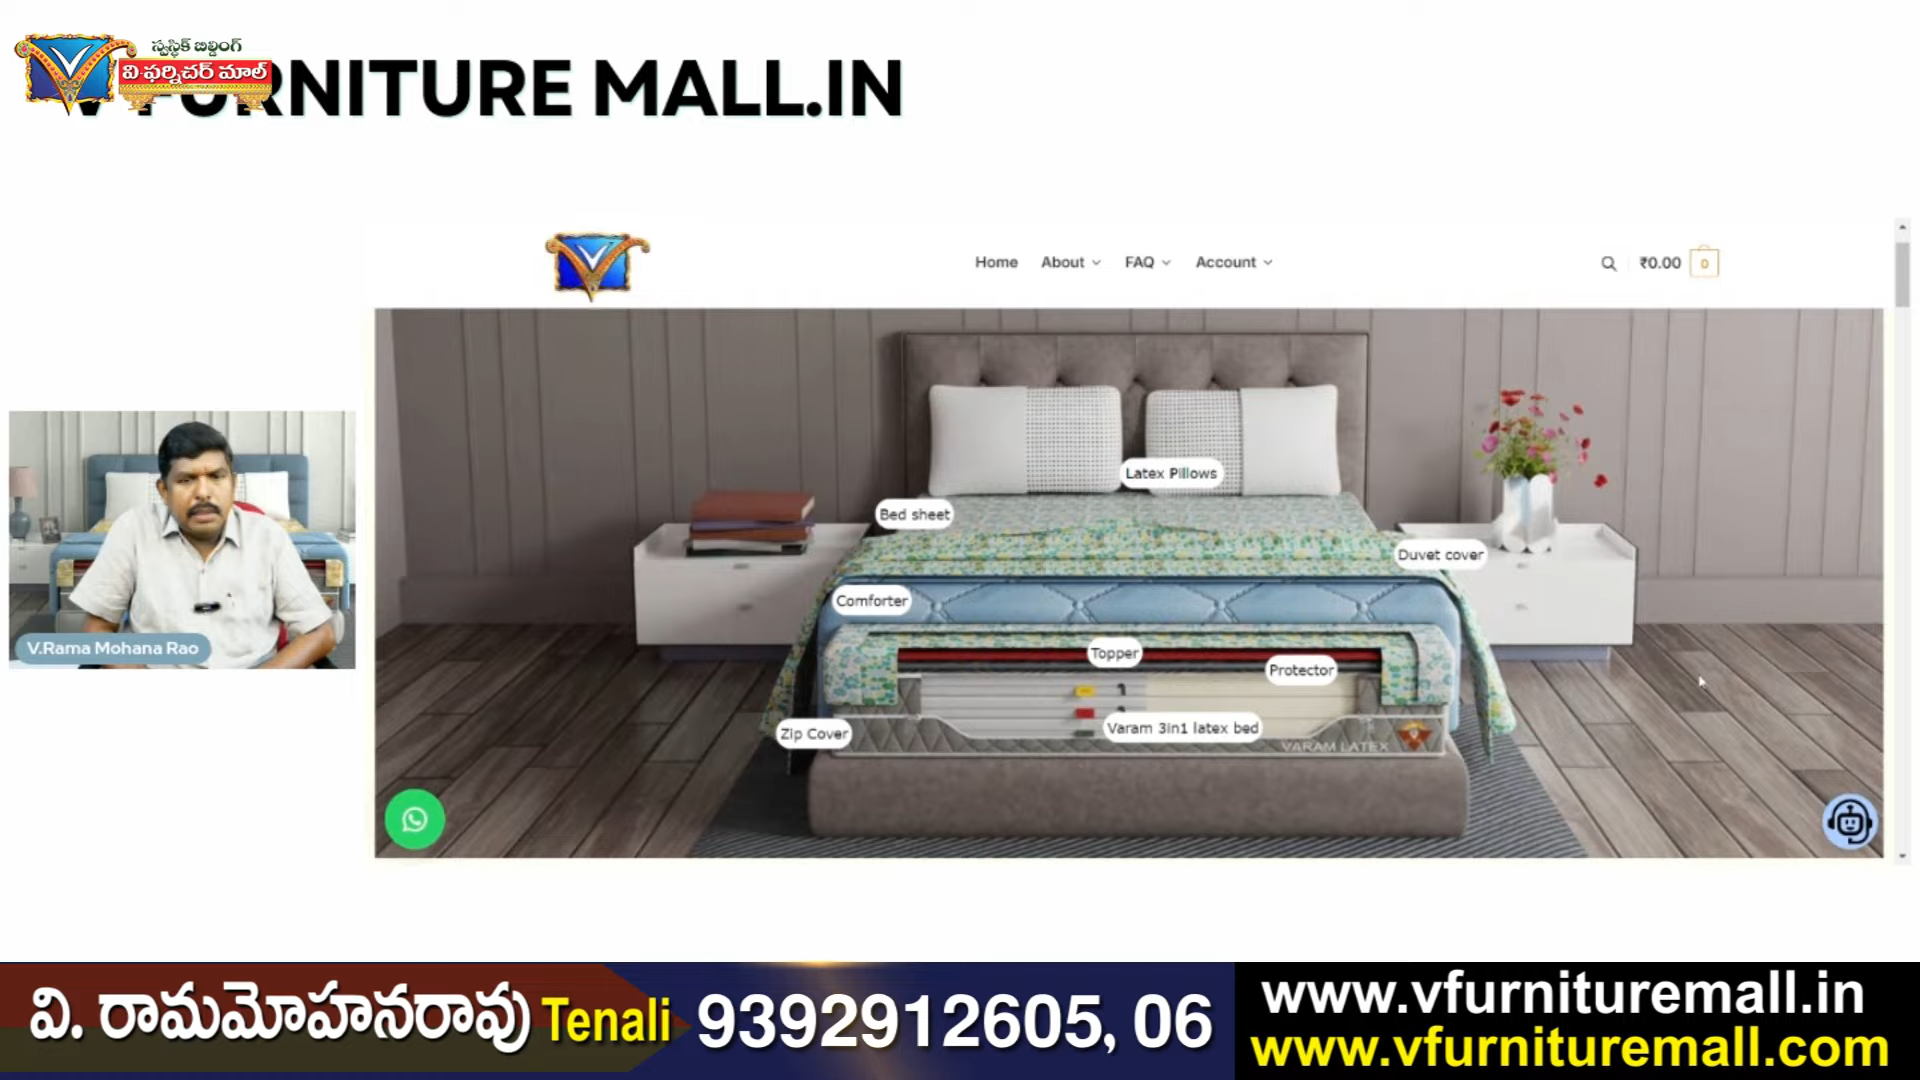 స్వస్తిక్ బిల్డింగ్
వి ఫర్నిచర్ మాల్
V FURNITURE MALL.IN
Home About FAQ Account ₹0.00 0
Latex Pillows
Bed sheet
Duvet cover
Comforter
Topper
Protector
Varam 3in1 latex bed
Zip Cover
VARAM LATEX
V.Rama Mohana Rao
వి. రామమోహనరావు Tenali 9392912605, 06
www.vfurnituremall.in
www.vfurnituremall.com